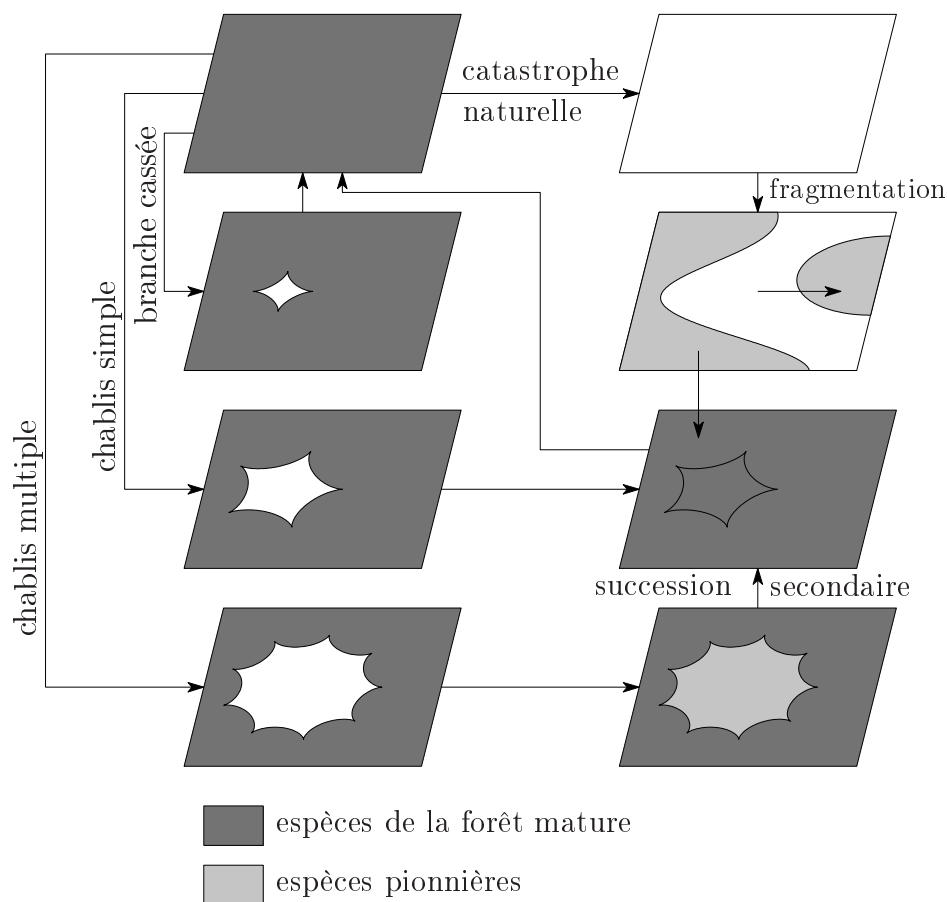 catastrophe
naturelle
fragmentation
branche cassée
chablis simple
chablis multiple
succession secondaire
espèces de la forêt mature
espèces pionnières